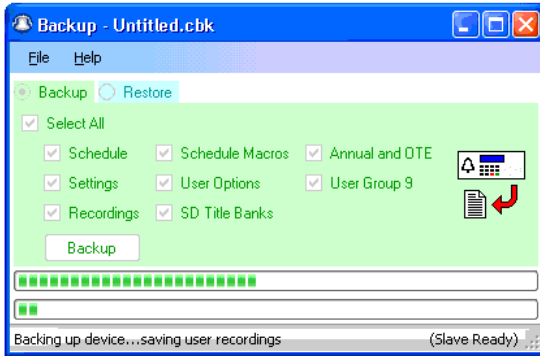 Backup - Untitled.cbk
File Help
Backup Restore
Select All
Schedule Schedule Macros Annual and OTE
Settings User Options User Group 9
Recordings SD Title Banks
Backup
Backing up device...saving user recordings (Slave Ready)